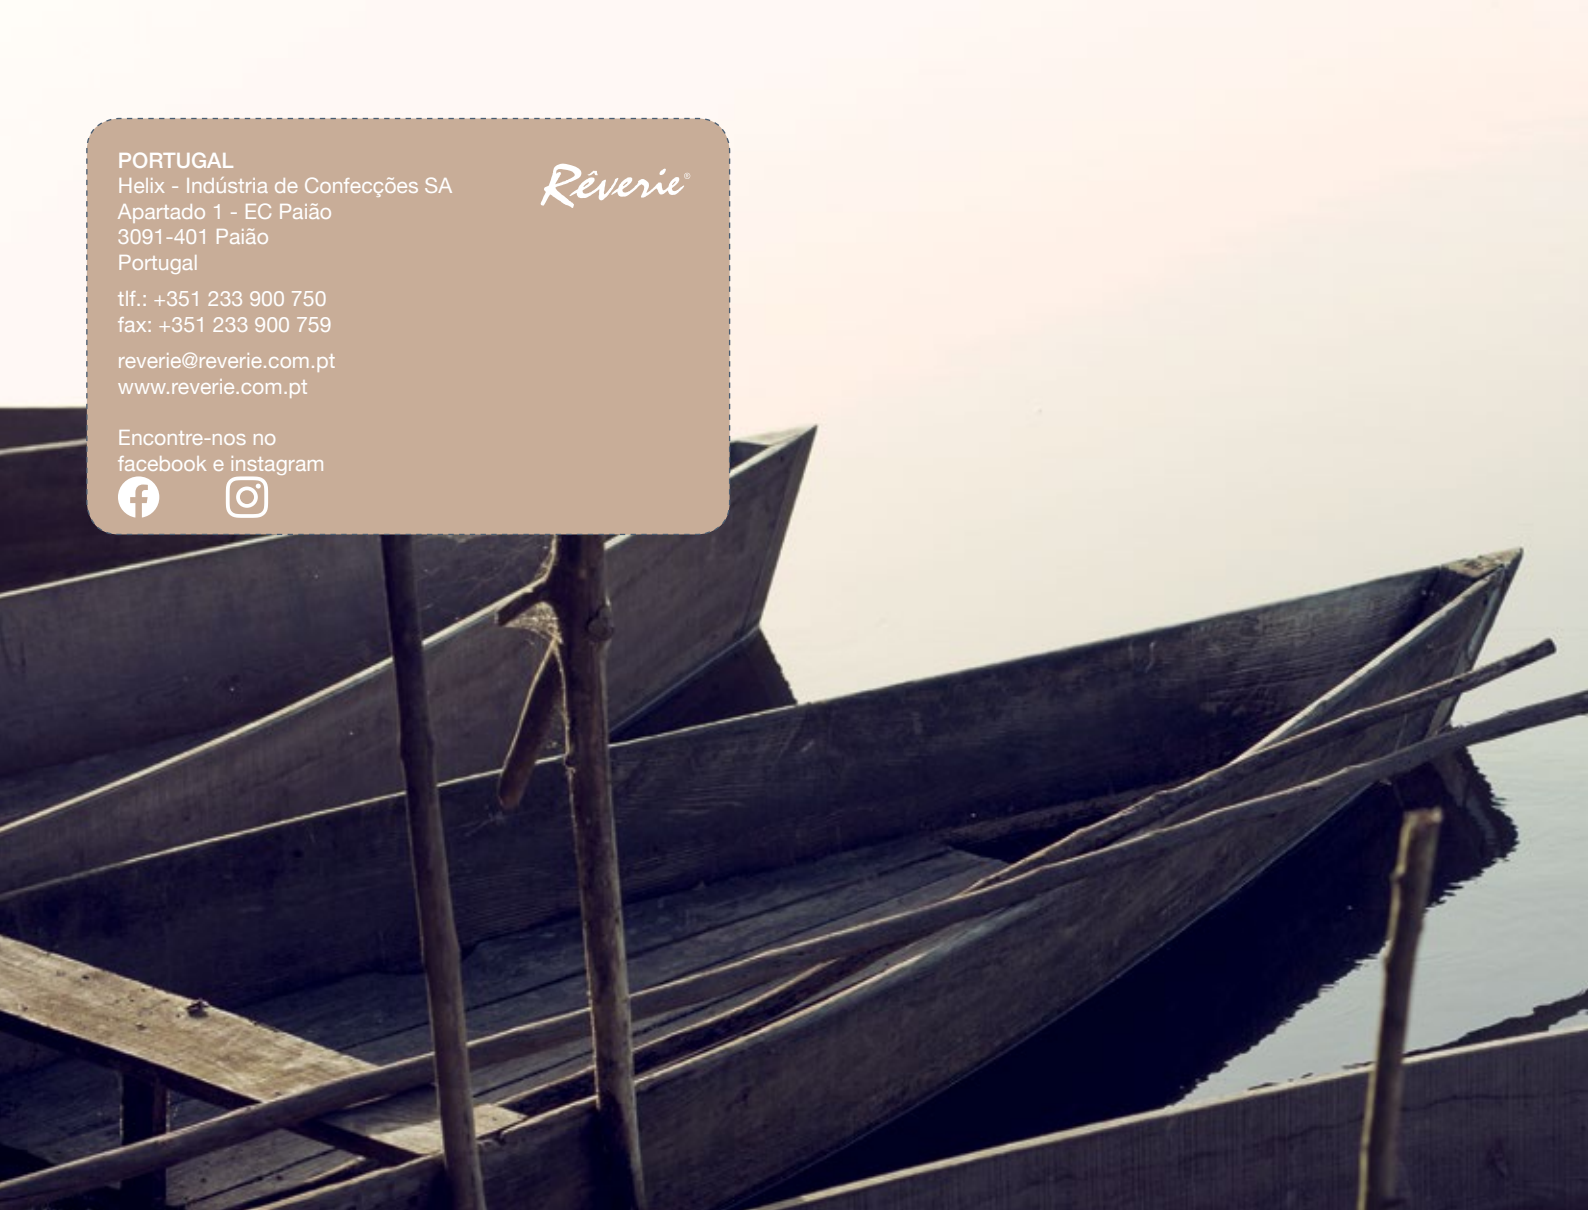 PORTUGAL
Helix - Indústria de Confecções SA
Apartado 1 - EC Paião
3091-401 Paião
Portugal
tlf.: +351 233 900 750
fax: +351 233 900 759
reverie@reverie.com.pt
www.reverie.com.pt
Encontre-nos no
facebook e instagram
Rêverie®